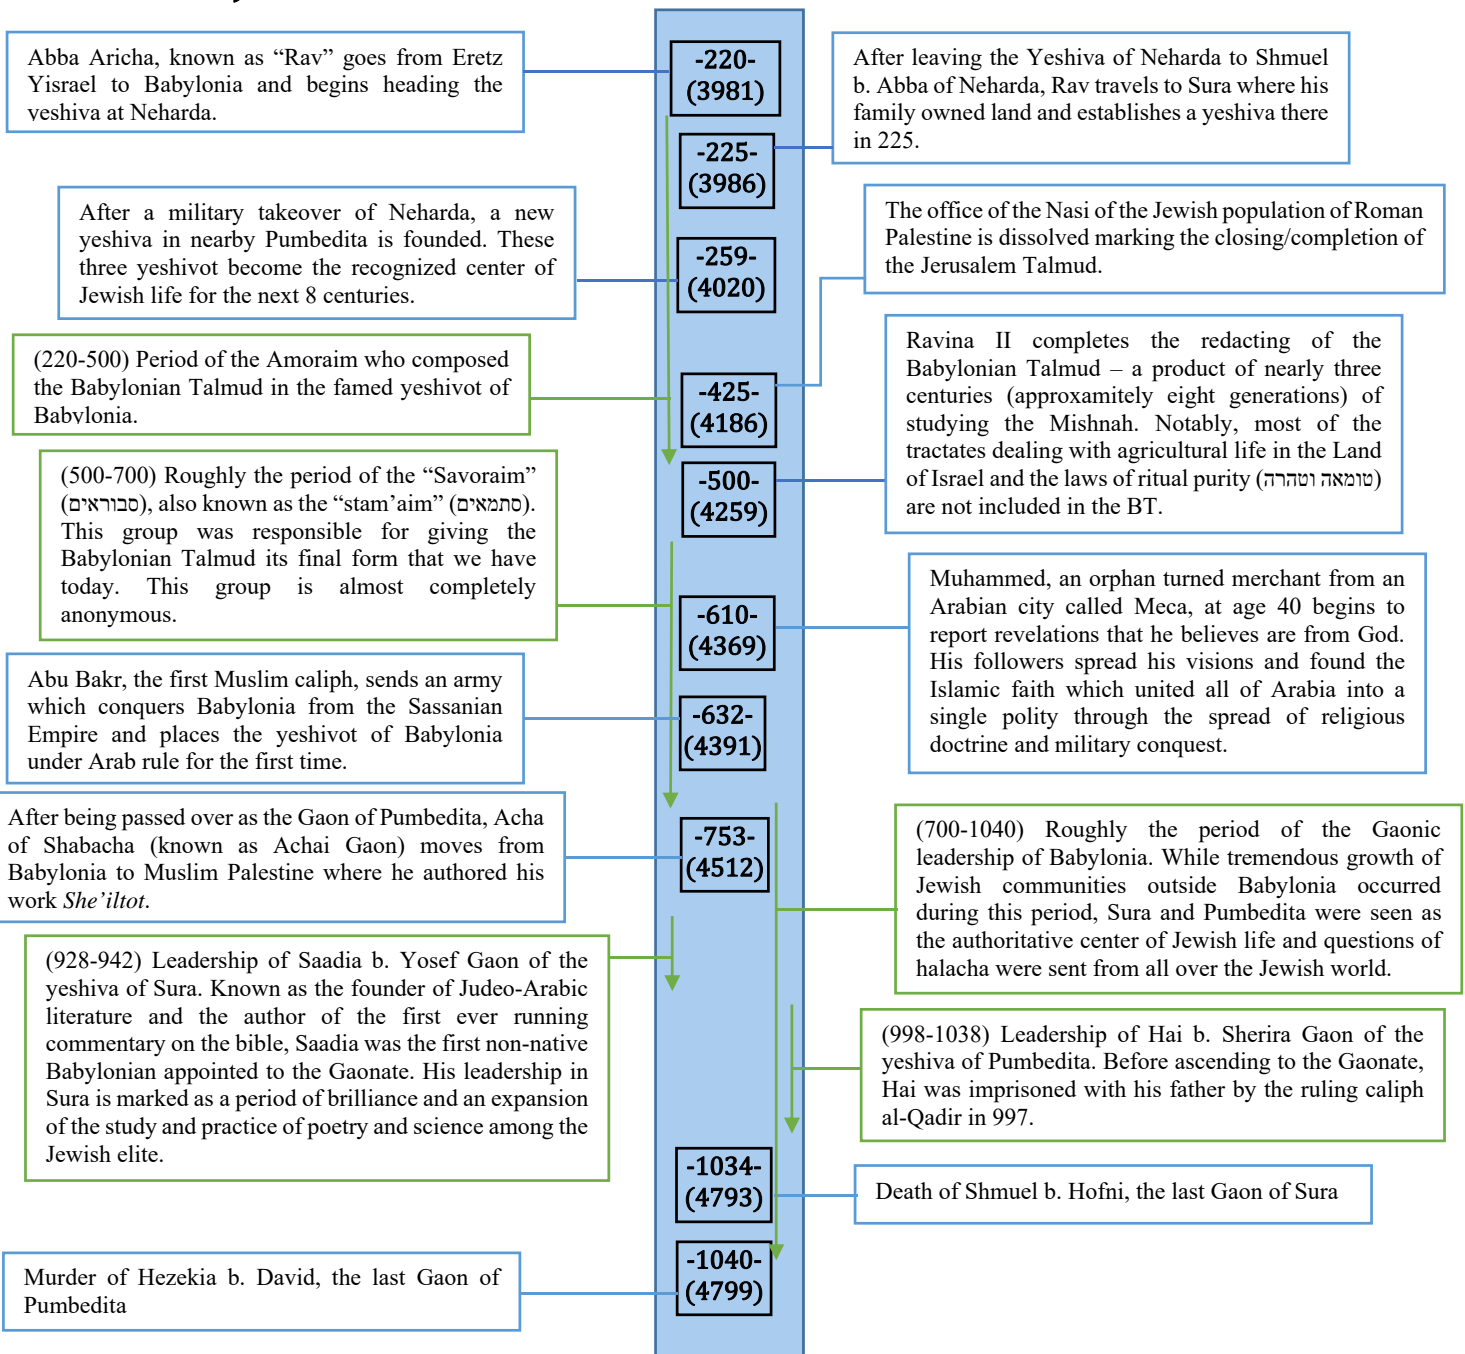 Abba Aricha, known as “Rav” goes from Eretz
Yisrael to Babylonia and begins heading the
yeshiva at Neharda.
-220-
(3981)
After leaving the Yeshiva of Neharda to Shmuel
b. Abba of Neharda, Rav travels to Sura where his
family owned land and establishes a yeshiva there
in 225.
-225-
(3986)
After a military takeover of Neharda, a new
yeshiva in nearby Pumbedita is founded. These
three yeshivot become the recognized center of
Jewish life for the next 8 centuries.
-259-
(4020)
The office of the Nasi of the Jewish population of Roman
Palestine is dissolved marking the closing/completion of
the Jerusalem Talmud.
(220-500) Period of the Amoraim who composed
the Babylonian Talmud in the famed yeshivot of
Babylonia.
-425-
(4186)
Ravina II completes the redacting of the
Babylonian Talmud – a product of nearly three
centuries (approxamitely eight generations) of
studying the Mishnah. Notably, most of the
tractates dealing with agricultural life in the Land
of Israel and the laws of ritual purity (טומאה וטהרה)
are not included in the BT.
-500-
(4259)
(500-700) Roughly the period of the “Savoraim”
(סבוראים), also known as the “stam’aim” (סתמאים).
This group was responsible for giving the
Babylonian Talmud its final form that we have
today. This group is almost completely
anonymous.
-610-
(4369)
Muhammed, an orphan turned merchant from an
Arabian city called Meca, at age 40 begins to
report revelations that he believes are from God.
His followers spread his visions and found the
Islamic faith which united all of Arabia into a
single polity through the spread of religious
doctrine and military conquest.
Abu Bakr, the first Muslim caliph, sends an army
which conquers Babylonia from the Sassanian
Empire and places the yeshivot of Babylonia
under Arab rule for the first time.
-632-
(4391)
After being passed over as the Gaon of Pumbedita, Acha
of Shabacha (known as Achai Gaon) moves from
Babylonia to Muslim Palestine where he authored his
work She’iltot.
-753-
(4512)
(700-1040) Roughly the period of the Gaonic
leadership of Babylonia. While tremendous growth of
Jewish communities outside Babylonia occurred
during this period, Sura and Pumbedita were seen as
the authoritative center of Jewish life and questions of
halacha were sent from all over the Jewish world.
(928-942) Leadership of Saadia b. Yosef Gaon of the
yeshiva of Sura. Known as the founder of Judeo-Arabic
literature and the author of the first ever running
commentary on the bible, Saadia was the first non-native
Babylonian appointed to the Gaonate. His leadership in
Sura is marked as a period of brilliance and an expansion
of the study and practice of poetry and science among the
Jewish elite.
(998-1038) Leadership of Hai b. Sherira Gaon of the
yeshiva of Pumbedita. Before ascending to the Gaonate,
Hai was imprisoned with his father by the ruling caliph
al-Qadir in 997.
-1034-
(4793)
Death of Shmuel b. Hofni, the last Gaon of Sura
-1040-
(4799)
Murder of Hezekia b. David, the last Gaon of
Pumbedita